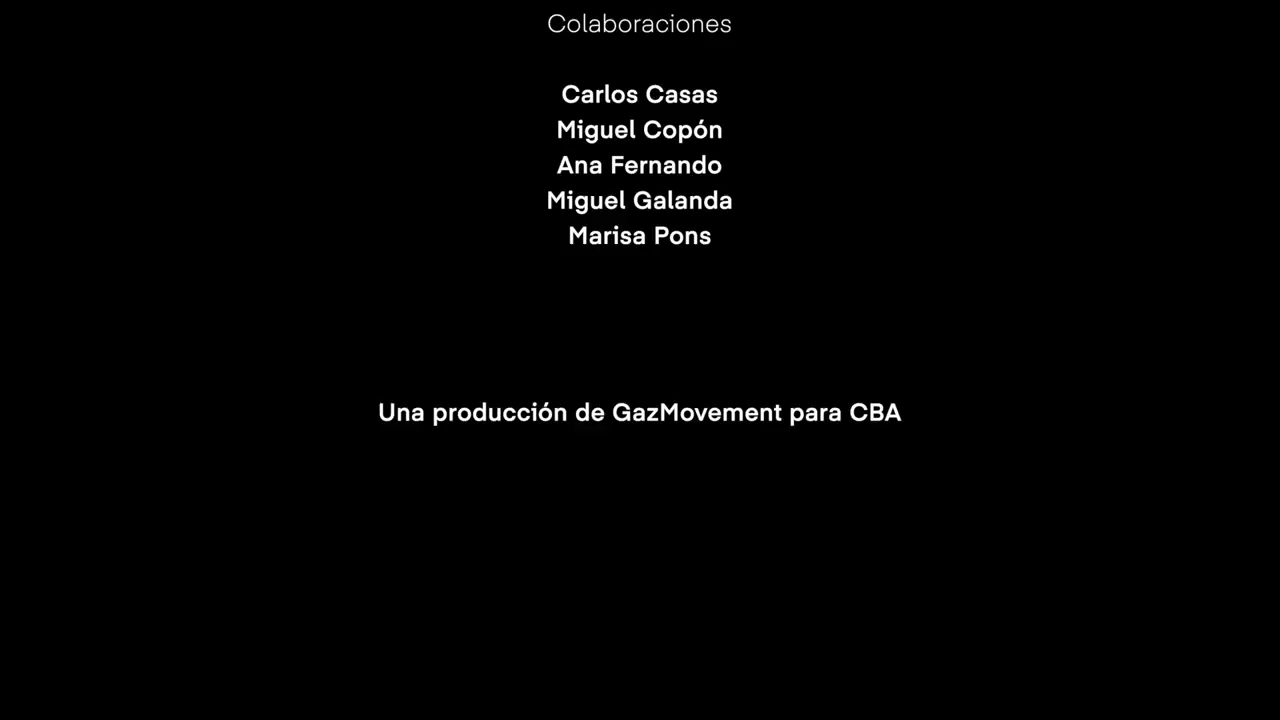 Colaboraciones
Carlos Casas
Miguel Copón
Ana Fernando
Miguel Galanda
Marisa Pons
Una producción de GazMovement para CBA